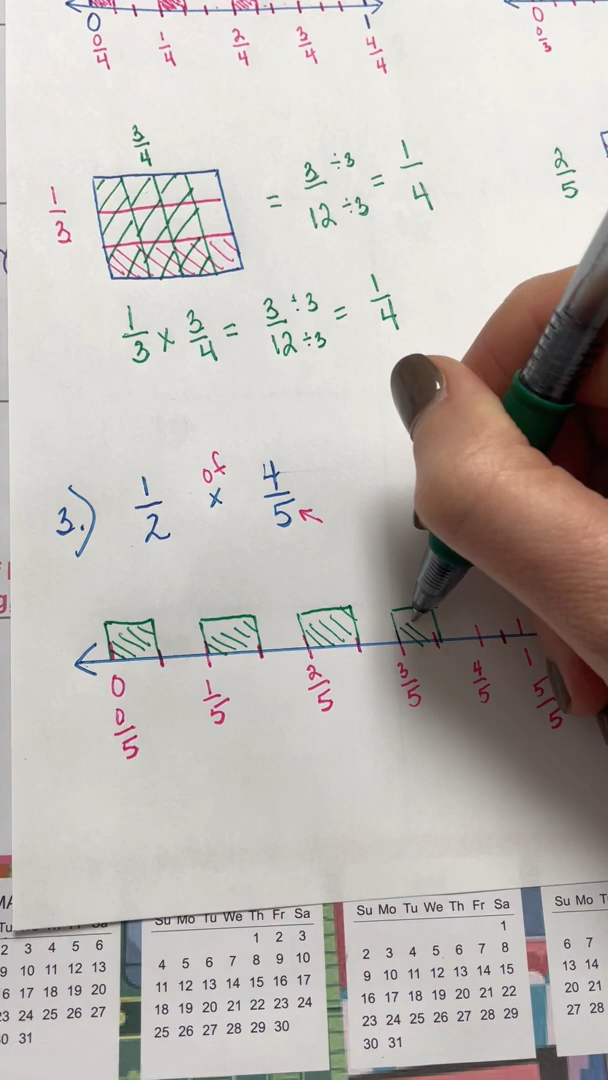 0 1 0
0/4 1/4 2/4 3/4 4/4 0/3
3/4
1/3 = 3 ÷3 / 12 ÷3 = 1/4 2/5
1/3 x 3/4 = 3 ÷3 / 12 ÷3 = 1/4
of
3.) 1/2 x 4/5
0 1
0/5 1/5 2/5 3/5 4/5 5/5
Su Mo Tu We Th Fr Sa
1 2 3
4 5 6 7 8 9 10
11 12 13 14 15 16 17
18 19 20 21 22 23 24
25 26 27 28 29 30
Su Mo Tu We Th Fr Sa
1
2 3 4 5 6 7 8
9 10 11 12 13 14 15
16 17 18 19 20 21 22
23 24 25 26 27 28 29
30 31
Tu Sa
2 3 4 5 6
9 10 11 12 13
16 17 18 19 20
23 24 25 26 27
30 31
Su Mo Tu
6 7
13 14
20 21
27 28